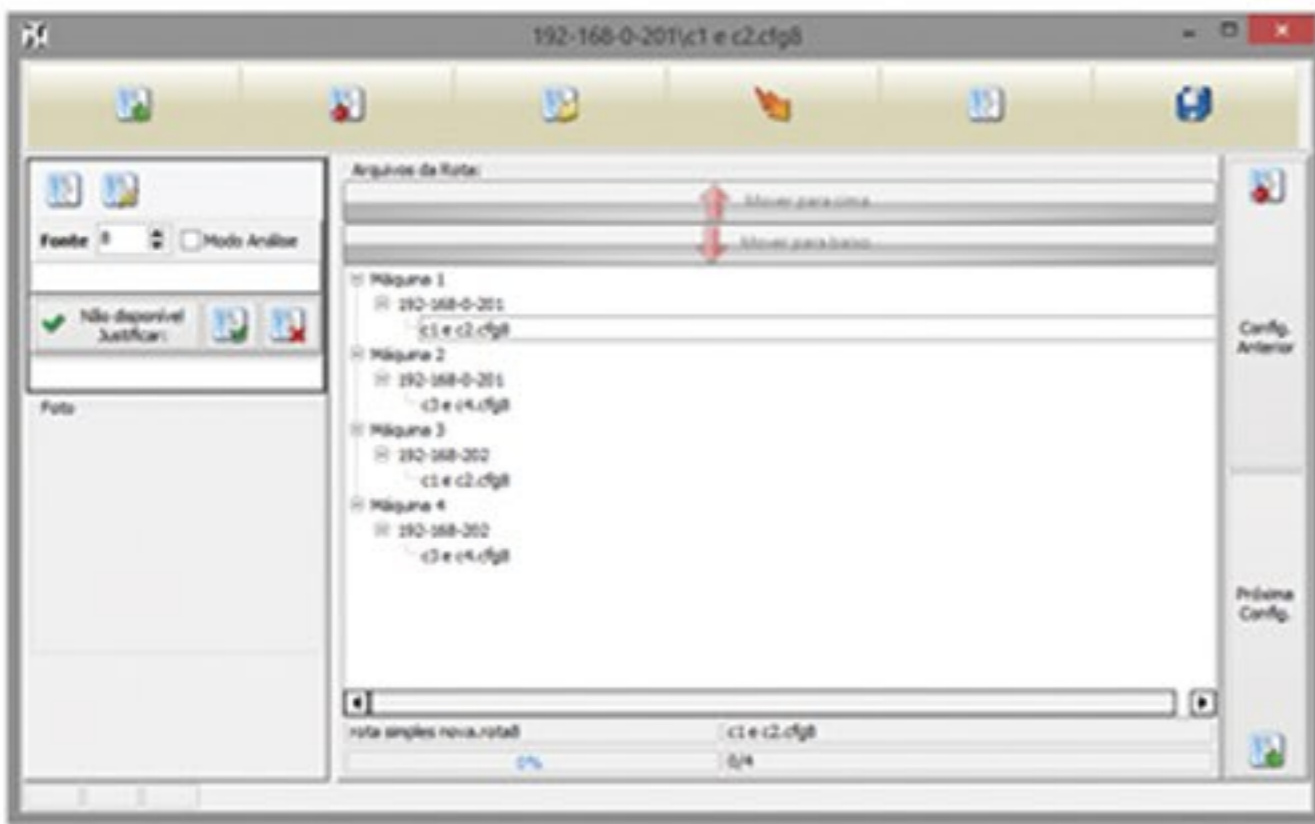 192-168-0-201\c1 e c2.cfg8
Fonte 8 Modo Análise
Não disponível
Justificar:
Foto
Arquivos da Rota:
Mover para cima
Mover para baixo
Máquina 1
192-168-0-201
c1 e c2.cfg8
Máquina 2
192-168-0-201
c3 e c4.cfg8
Máquina 3
192-168-202
c1 e c2.cfg8
Máquina 4
192-168-202
c3 e c4.cfg8
rota simples nova.rota8 c1 e c2.cfg8
0% 0/4
Config.
Anterior
Próxima
Config.